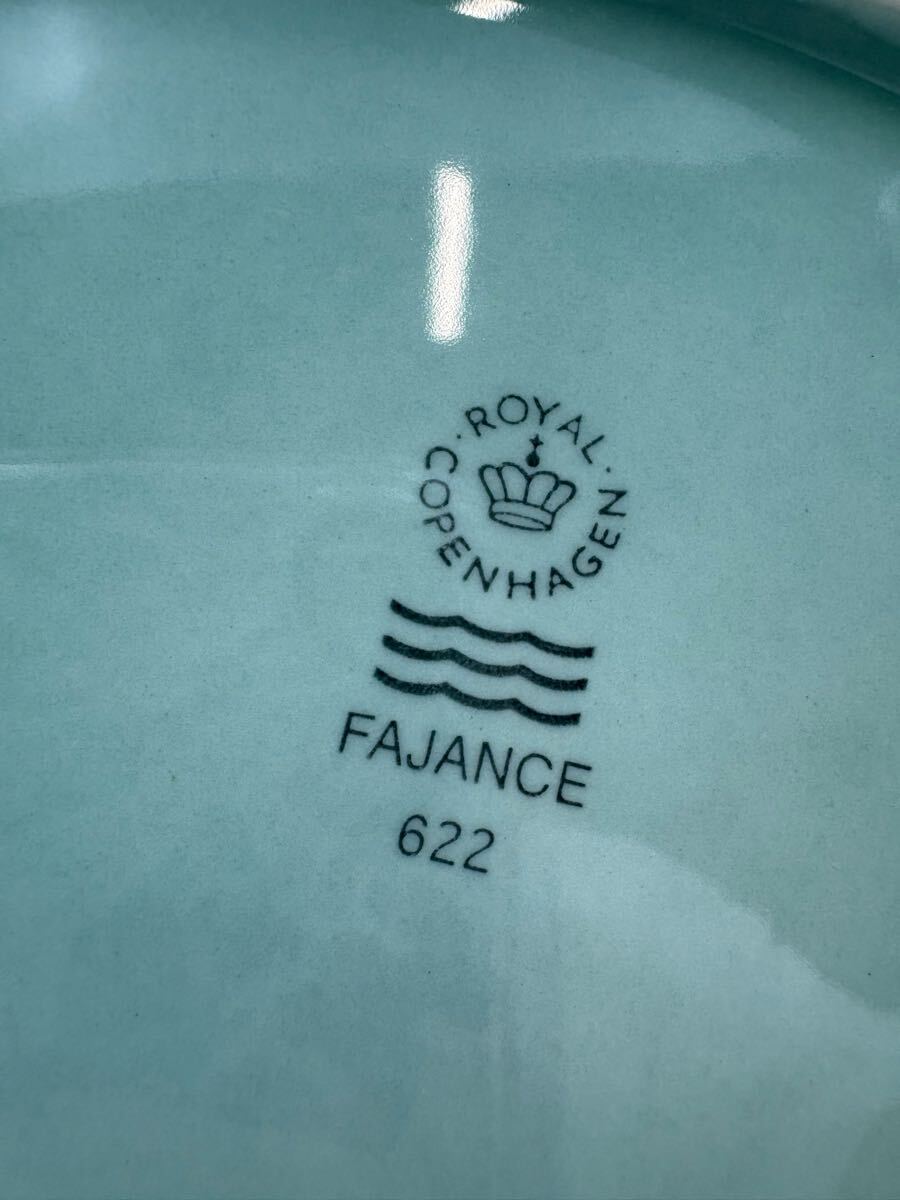 · ROYAL ·
COPENHAGEN
FAJANCE
622